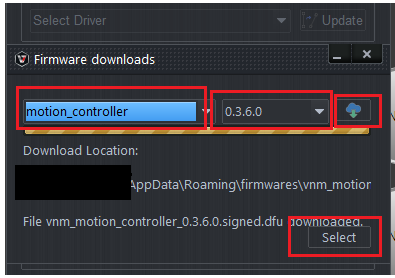 Select Driver
Update
Firmware downloads
motion_controller
0.3.6.0
Download Location:
AppData\Roaming\firmwares\vnm_motion
File vnm_motion_controller_0.3.6.0.signed.dfu downloaded.
Select